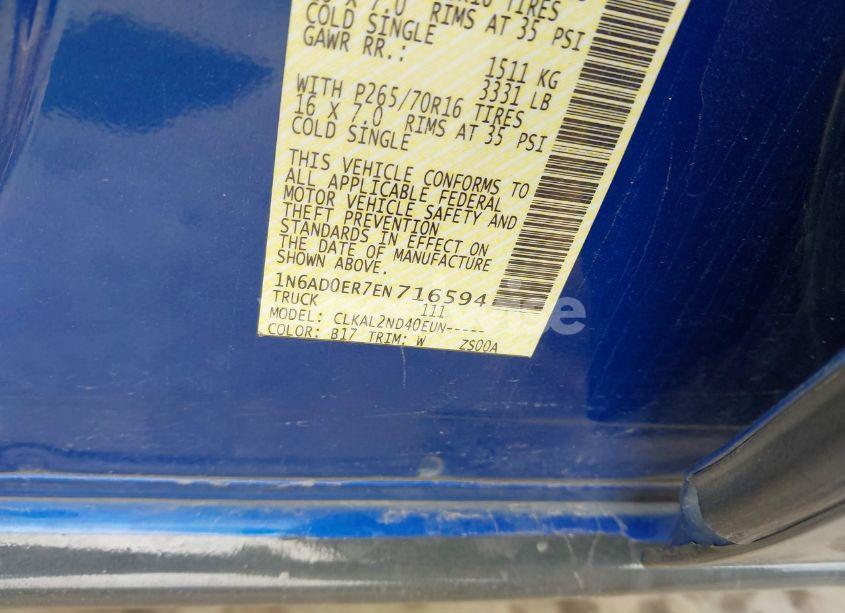 X 7.0 RIMS AT 35 PSI
COLD SINGLE
GAWR RR.:
1511 KG
3331 LB
WITH P265/70R16 TIRES
16 X 7.0 RIMS AT 35 PSI
COLD SINGLE
THIS VEHICLE CONFORMS TO
ALL APPLICABLE FEDERAL
MOTOR VEHICLE SAFETY AND
THEFT PREVENTION
STANDARDS IN EFFECT ON
THE DATE OF MANUFACTURE
SHOWN ABOVE.
1N6AD0ER7EN716594
TRUCK 111
MODEL: CLKAL2ND40EUN-----
COLOR: B17 TRIM: W ZS00A